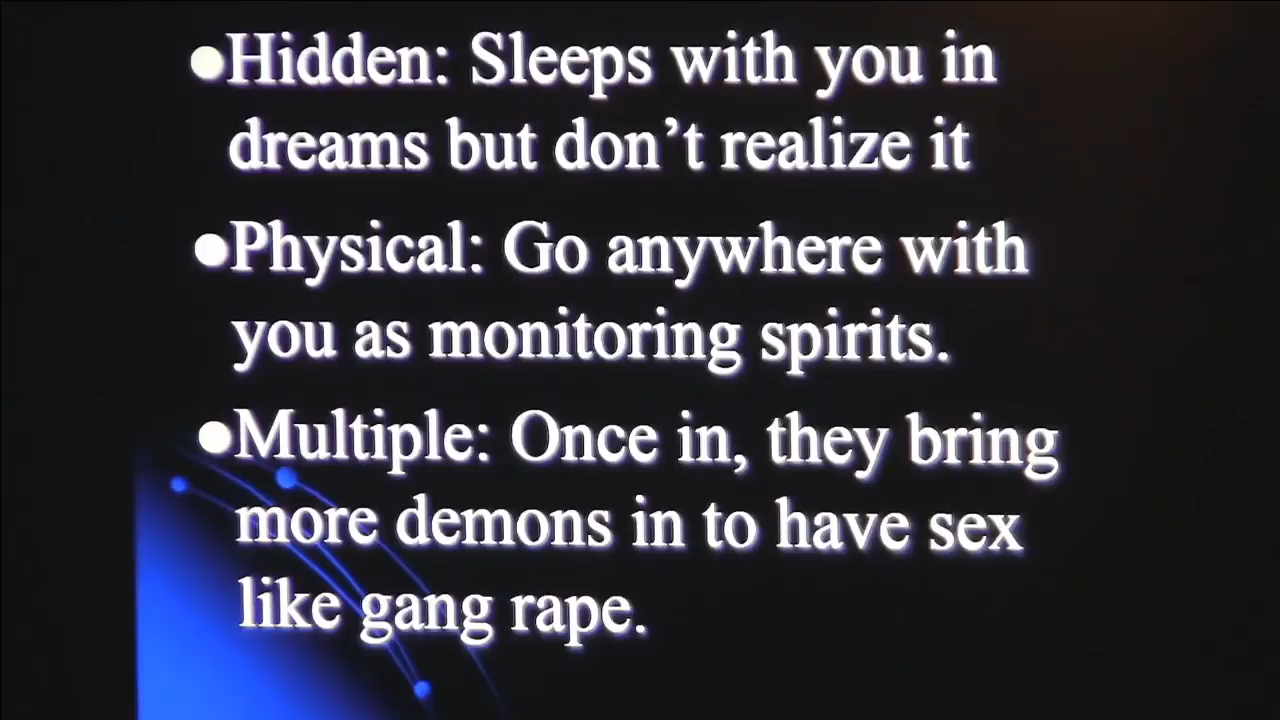 ●Hidden: Sleeps with you in
dreams but don’t realize it
●Physical: Go anywhere with
you as monitoring spirits.
●Multiple: Once in, they bring
more demons in to have sex
like gang rape.